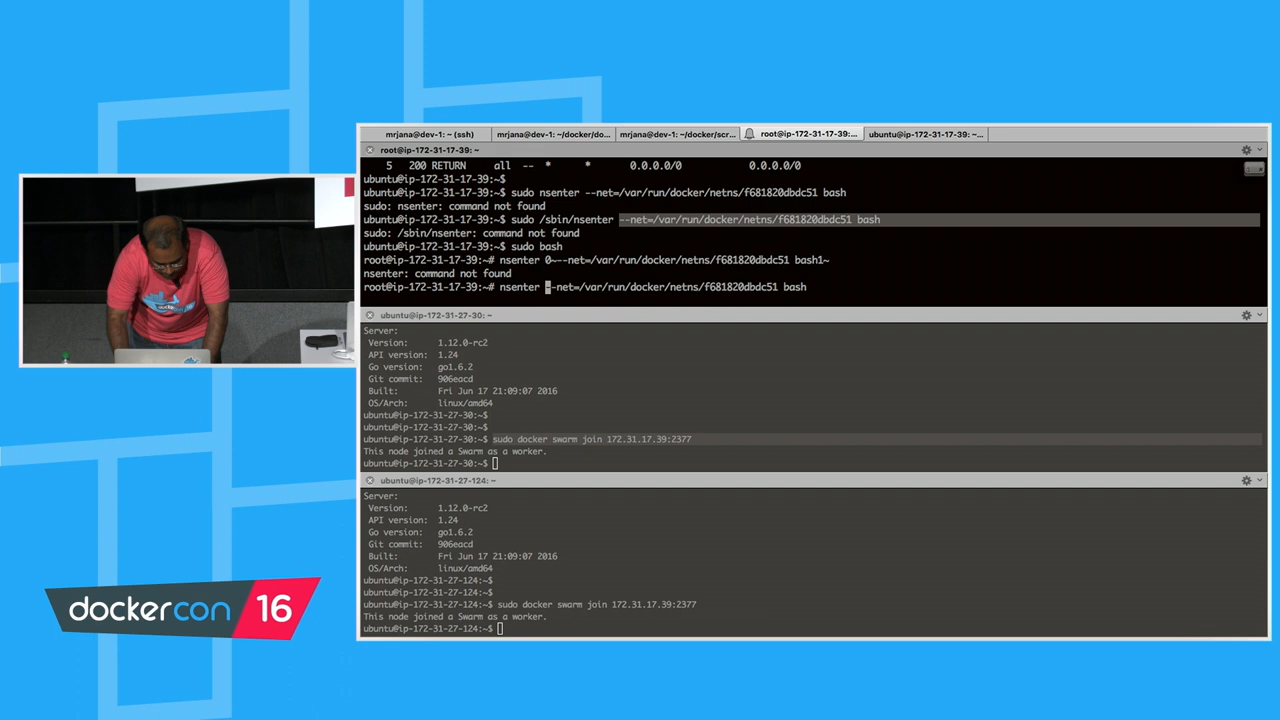 mrjana@dev-1: ~ (ssh)
mrjana@dev-1: ~/docker/do...
mrjana@dev-1: ~/docker/scr...
root@ip-172-31-17-39:...
ubuntu@ip-172-31-17-39: ~...
root@ip-172-31-17-39: ~
5 200 RETURN all -- * * 0.0.0.0/0 0.0.0.0/0
ubuntu@ip-172-31-17-39:~$
ubuntu@ip-172-31-17-39:~$ sudo nsenter --net=/var/run/docker/netns/f681820dbdc51 bash
sudo: nsenter: command not found
ubuntu@ip-172-31-17-39:~$ sudo /sbin/nsenter --net=/var/run/docker/netns/f681820dbdc51 bash
sudo: /sbin/nsenter: command not found
ubuntu@ip-172-31-17-39:~$ sudo bash
root@ip-172-31-17-39:~# nsenter 0~--net=/var/run/docker/netns/f681820dbdc51 bash1~
nsenter: command not found
root@ip-172-31-17-39:~# nsenter --net=/var/run/docker/netns/f681820dbdc51 bash
ubuntu@ip-172-31-27-30: ~
Server:
Version: 1.12.0-rc2
API version: 1.24
Go version: go1.6.2
Git commit: 906eacd
Built: Fri Jun 17 21:09:07 2016
OS/Arch: linux/amd64
ubuntu@ip-172-31-27-30:~$
ubuntu@ip-172-31-27-30:~$
ubuntu@ip-172-31-27-30:~$ sudo docker swarm join 172.31.17.39:2377
This node joined a Swarm as a worker.
ubuntu@ip-172-31-27-30:~$
ubuntu@ip-172-31-27-124: ~
Server:
Version: 1.12.0-rc2
API version: 1.24
Go version: go1.6.2
Git commit: 906eacd
Built: Fri Jun 17 21:09:07 2016
OS/Arch: linux/amd64
ubuntu@ip-172-31-27-124:~$
ubuntu@ip-172-31-27-124:~$
ubuntu@ip-172-31-27-124:~$ sudo docker swarm join 172.31.17.39:2377
This node joined a Swarm as a worker.
ubuntu@ip-172-31-27-124:~$
dockercon 16